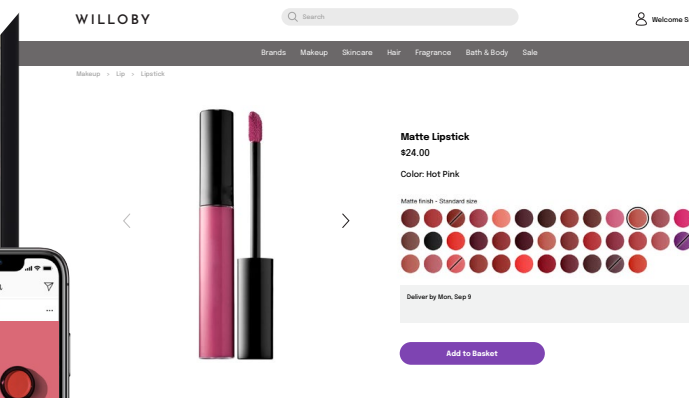 WILLOBY
Search
Welcome S
Brands Makeup Skincare Hair Fragrance Bath & Body Sale
Makeup > Lip > Lipstick
Matte Lipstick
$24.00
Color: Hot Pink
Matte finish - Standard size
Deliver by Mon, Sep 9
Add to Basket